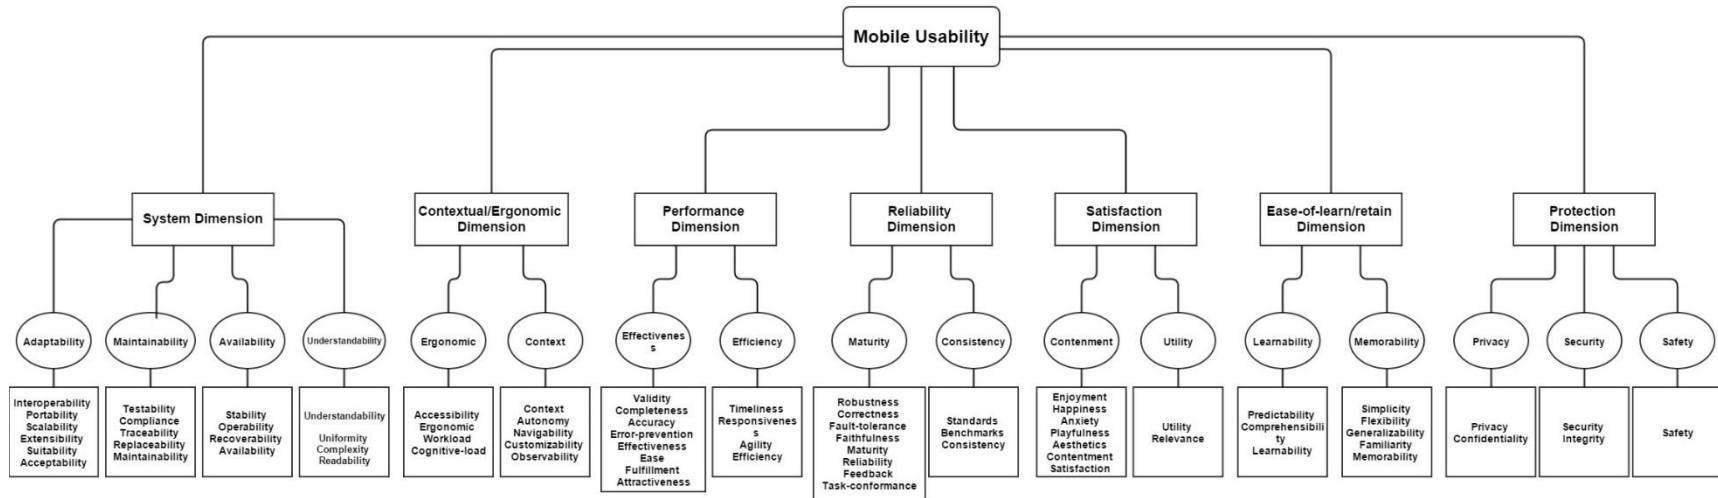 Mobile Usability
System Dimension
Contextual/Ergonomic
Dimension
Performance
Dimension
Reliability
Dimension
Satisfaction
Dimension
Ease-of-learn/retain
Dimension
Protection
Dimension
Adaptability
Maintainability
Availability
Understandability
Ergonomic
Context
Effectivenes
s
Efficiency
Maturity
Consistency
Contenment
Utility
Learnability
Memorability
Privacy
Security
Safety
Interoperability
Portability
Scalability
Extensibility
Suitability
Acceptability
Testability
Compliance
Traceability
Replaceability
Maintainability
Stability
Operability
Recoverability
Availability
Understandability
Uniformity
Complexity
Readability
Accessibility
Ergonomic
Workload
Cognitive-load
Context
Autonomy
Navigability
Customizability
Observability
Validity
Completeness
Accuracy
Error-prevention
Effectiveness
Ease
Fulfillment
Attractiveness
Timeliness
Responsivenes
s
Agility
Efficiency
Robustness
Correctness
Fault-tolerance
Faithfulness
Maturity
Reliability
Feedback
Task-conformance
Standards
Benchmarks
Consistency
Enjoyment
Happiness
Anxiety
Playfulness
Aesthetics
Contentment
Satisfaction
Utility
Relevance
Predictability
Comprehensibili
ty
Learnability
Simplicity
Flexibility
Generalizability
Familiarity
Memorability
Privacy
Confidentiality
Security
Integrity
Safety